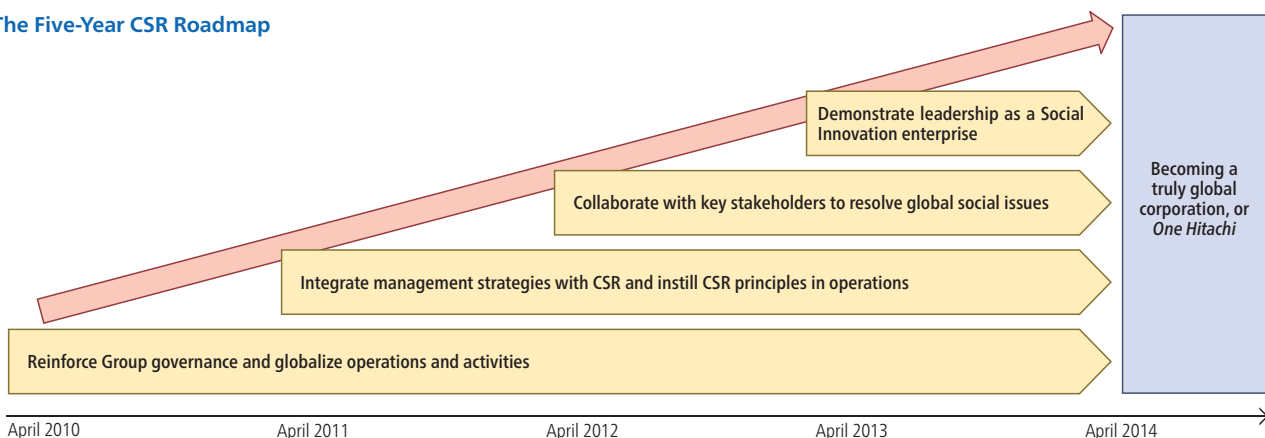 The Five-Year CSR Roadmap
Demonstrate leadership as a Social
Innovation enterprise
Collaborate with key stakeholders to resolve global social issues
Integrate management strategies with CSR and instill CSR principles in operations
Reinforce Group governance and globalize operations and activities
Becoming a
truly global
corporation, or
One Hitachi
April 2010
April 2011
April 2012
April 2013
April 2014